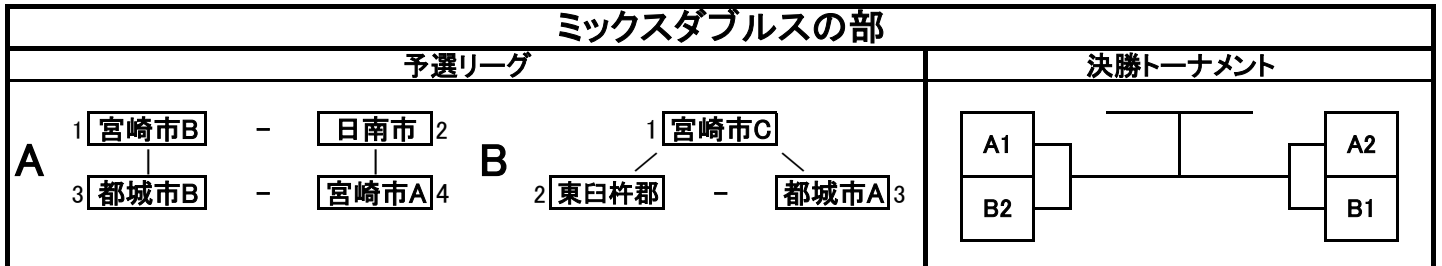 ミックスダブルスの部
予選リーグ
決勝トーナメント
A
1 宮崎市B － 日南市 2
3 都城市B － 宮崎市A 4
B
1 宮崎市C
2 東臼杵郡 － 都城市A 3
A1
B2
A2
B1